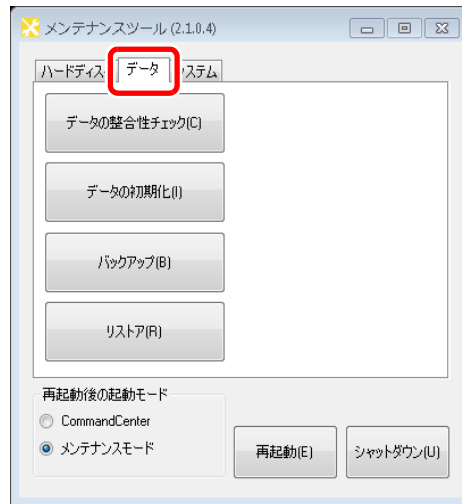 メンテナンスツール (2.1.0.4)
ハードディス データ ステム
データの整合性チェック(C)
データの初期化(I)
バックアップ(B)
リストア(R)
再起動後の起動モード
CommandCenter
メンテナンスモード
再起動(E) シャットダウン(U)